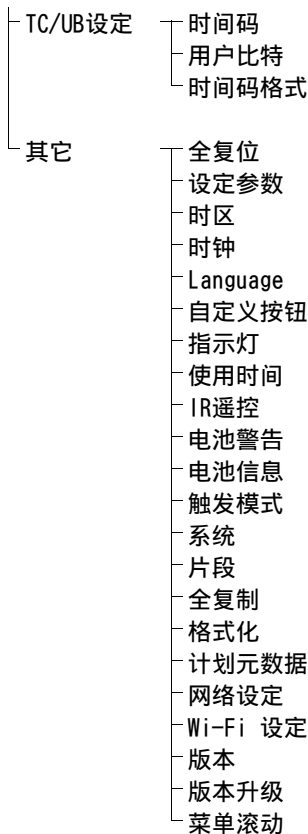 TC/UB设定 时间码
用户比特
时间码格式
其它 全复位
设定参数
时区
时钟
Language
自定义按钮
指示灯
使用时间
IR遥控
电池警告
电池信息
触发模式
系统
片段
全复制
格式化
计划元数据
网络设定
Wi-Fi 设定
版本
版本升级
菜单滚动